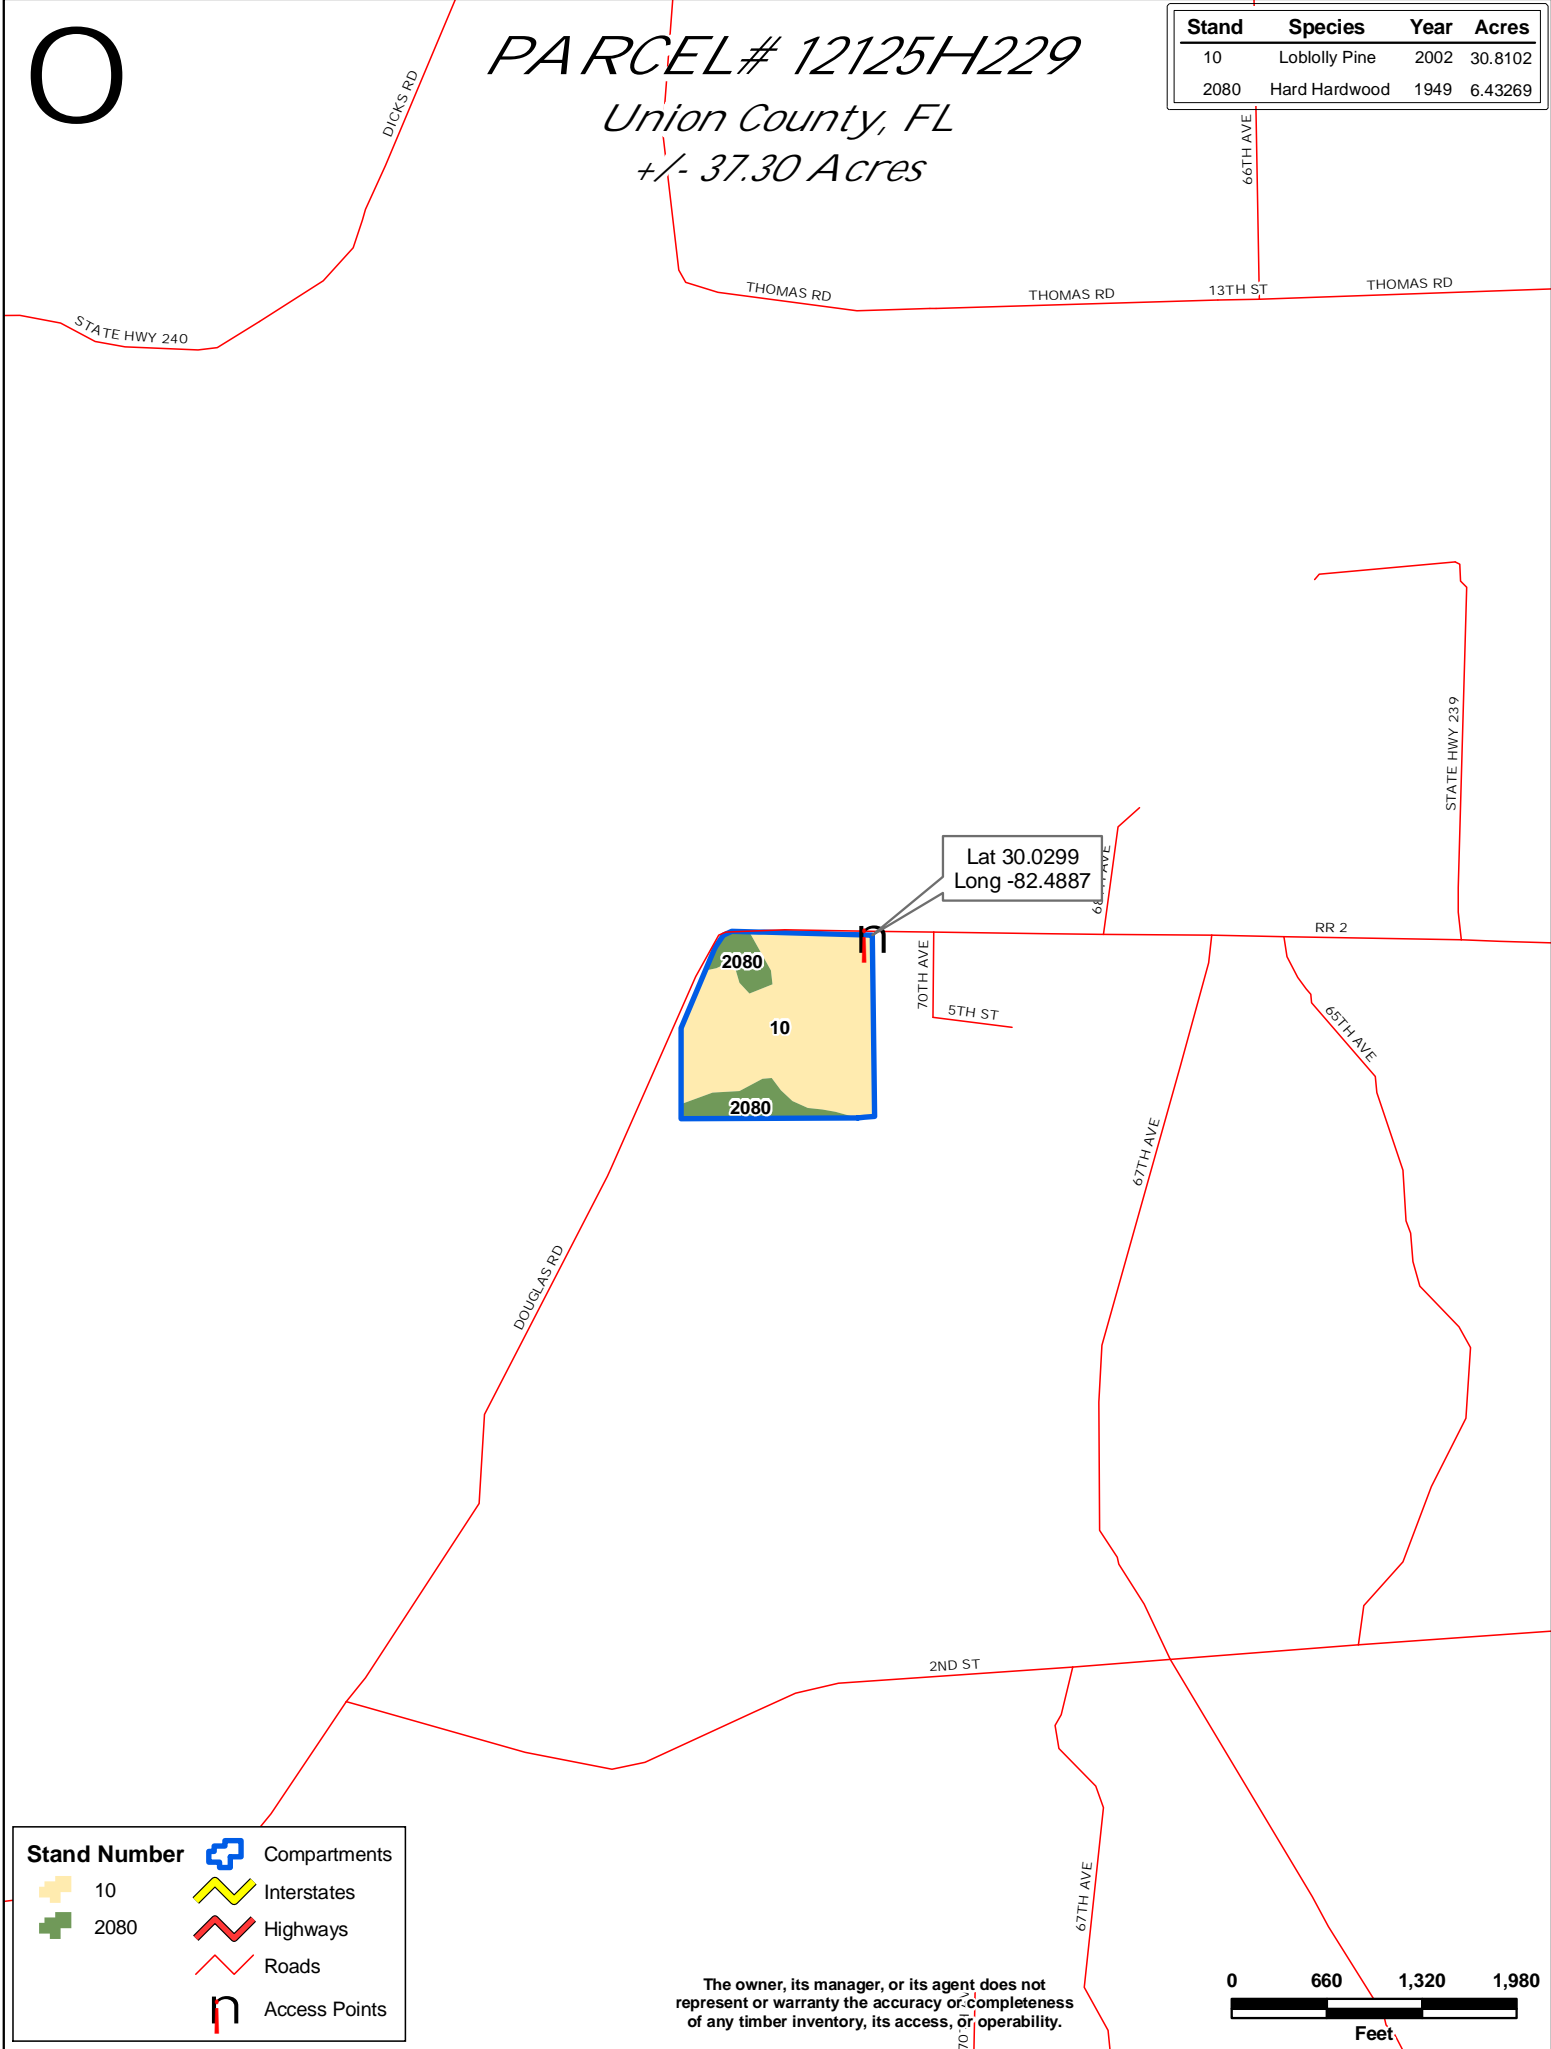 O
PARCEL# 12125H229
Union County, FL
+/- 37.30 Acres
Stand Species Year Acres
10 Loblolly Pine 2002 30.8102
2080 Hard Hardwood 1949 6.43269
DICKS RD
66TH AVE
STATE HWY 240
THOMAS RD
THOMAS RD
13TH ST
THOMAS RD
STATE HWY 239
Lat 30.0299
Long -82.4887
AVE
RR 2
n
2080
70TH AVE
5TH ST
10
65TH AVE
2080
67TH AVE
DOUGLAS RD
2ND ST
67TH AVE
Stand Number
10
2080
Compartments
Interstates
Highways
Roads
n Access Points
The owner, its manager, or its agent does not
represent or warranty the accuracy or completeness
of any timber inventory, its access, or operability.
0 660 1,320 1,980
Feet